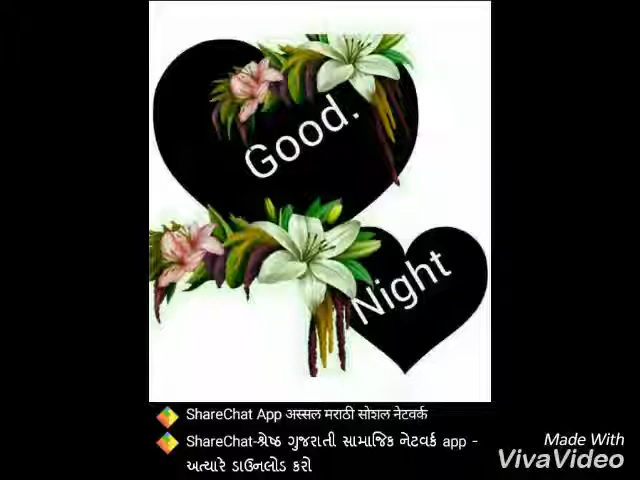 Good.
Night
ShareChat App अस्सल मराठी सोशल नेटवर्क
ShareChat-શ્રેષ્ઠ ગુજરાતી સામાજિક નેટવર્ક app -
અત્યારે ડાઉનલોડ કરો
Made With
VivaVideo